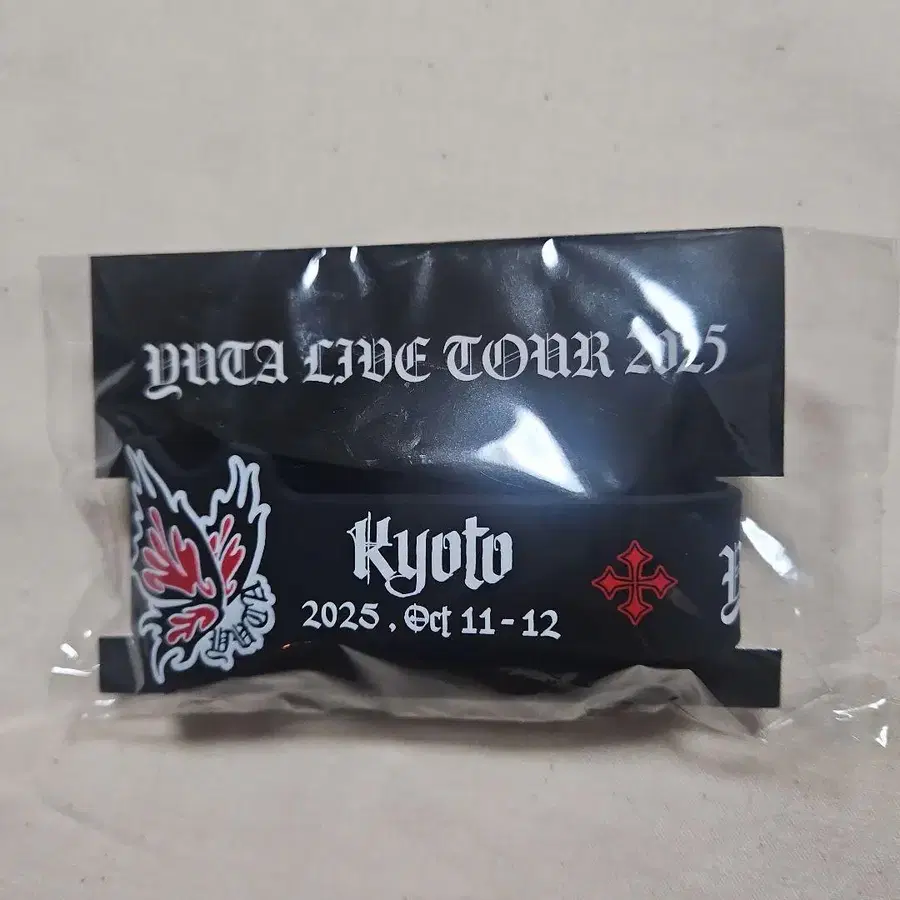 YUTA LIVE TOUR 2025
Kyoto
2025, Oct 11-12